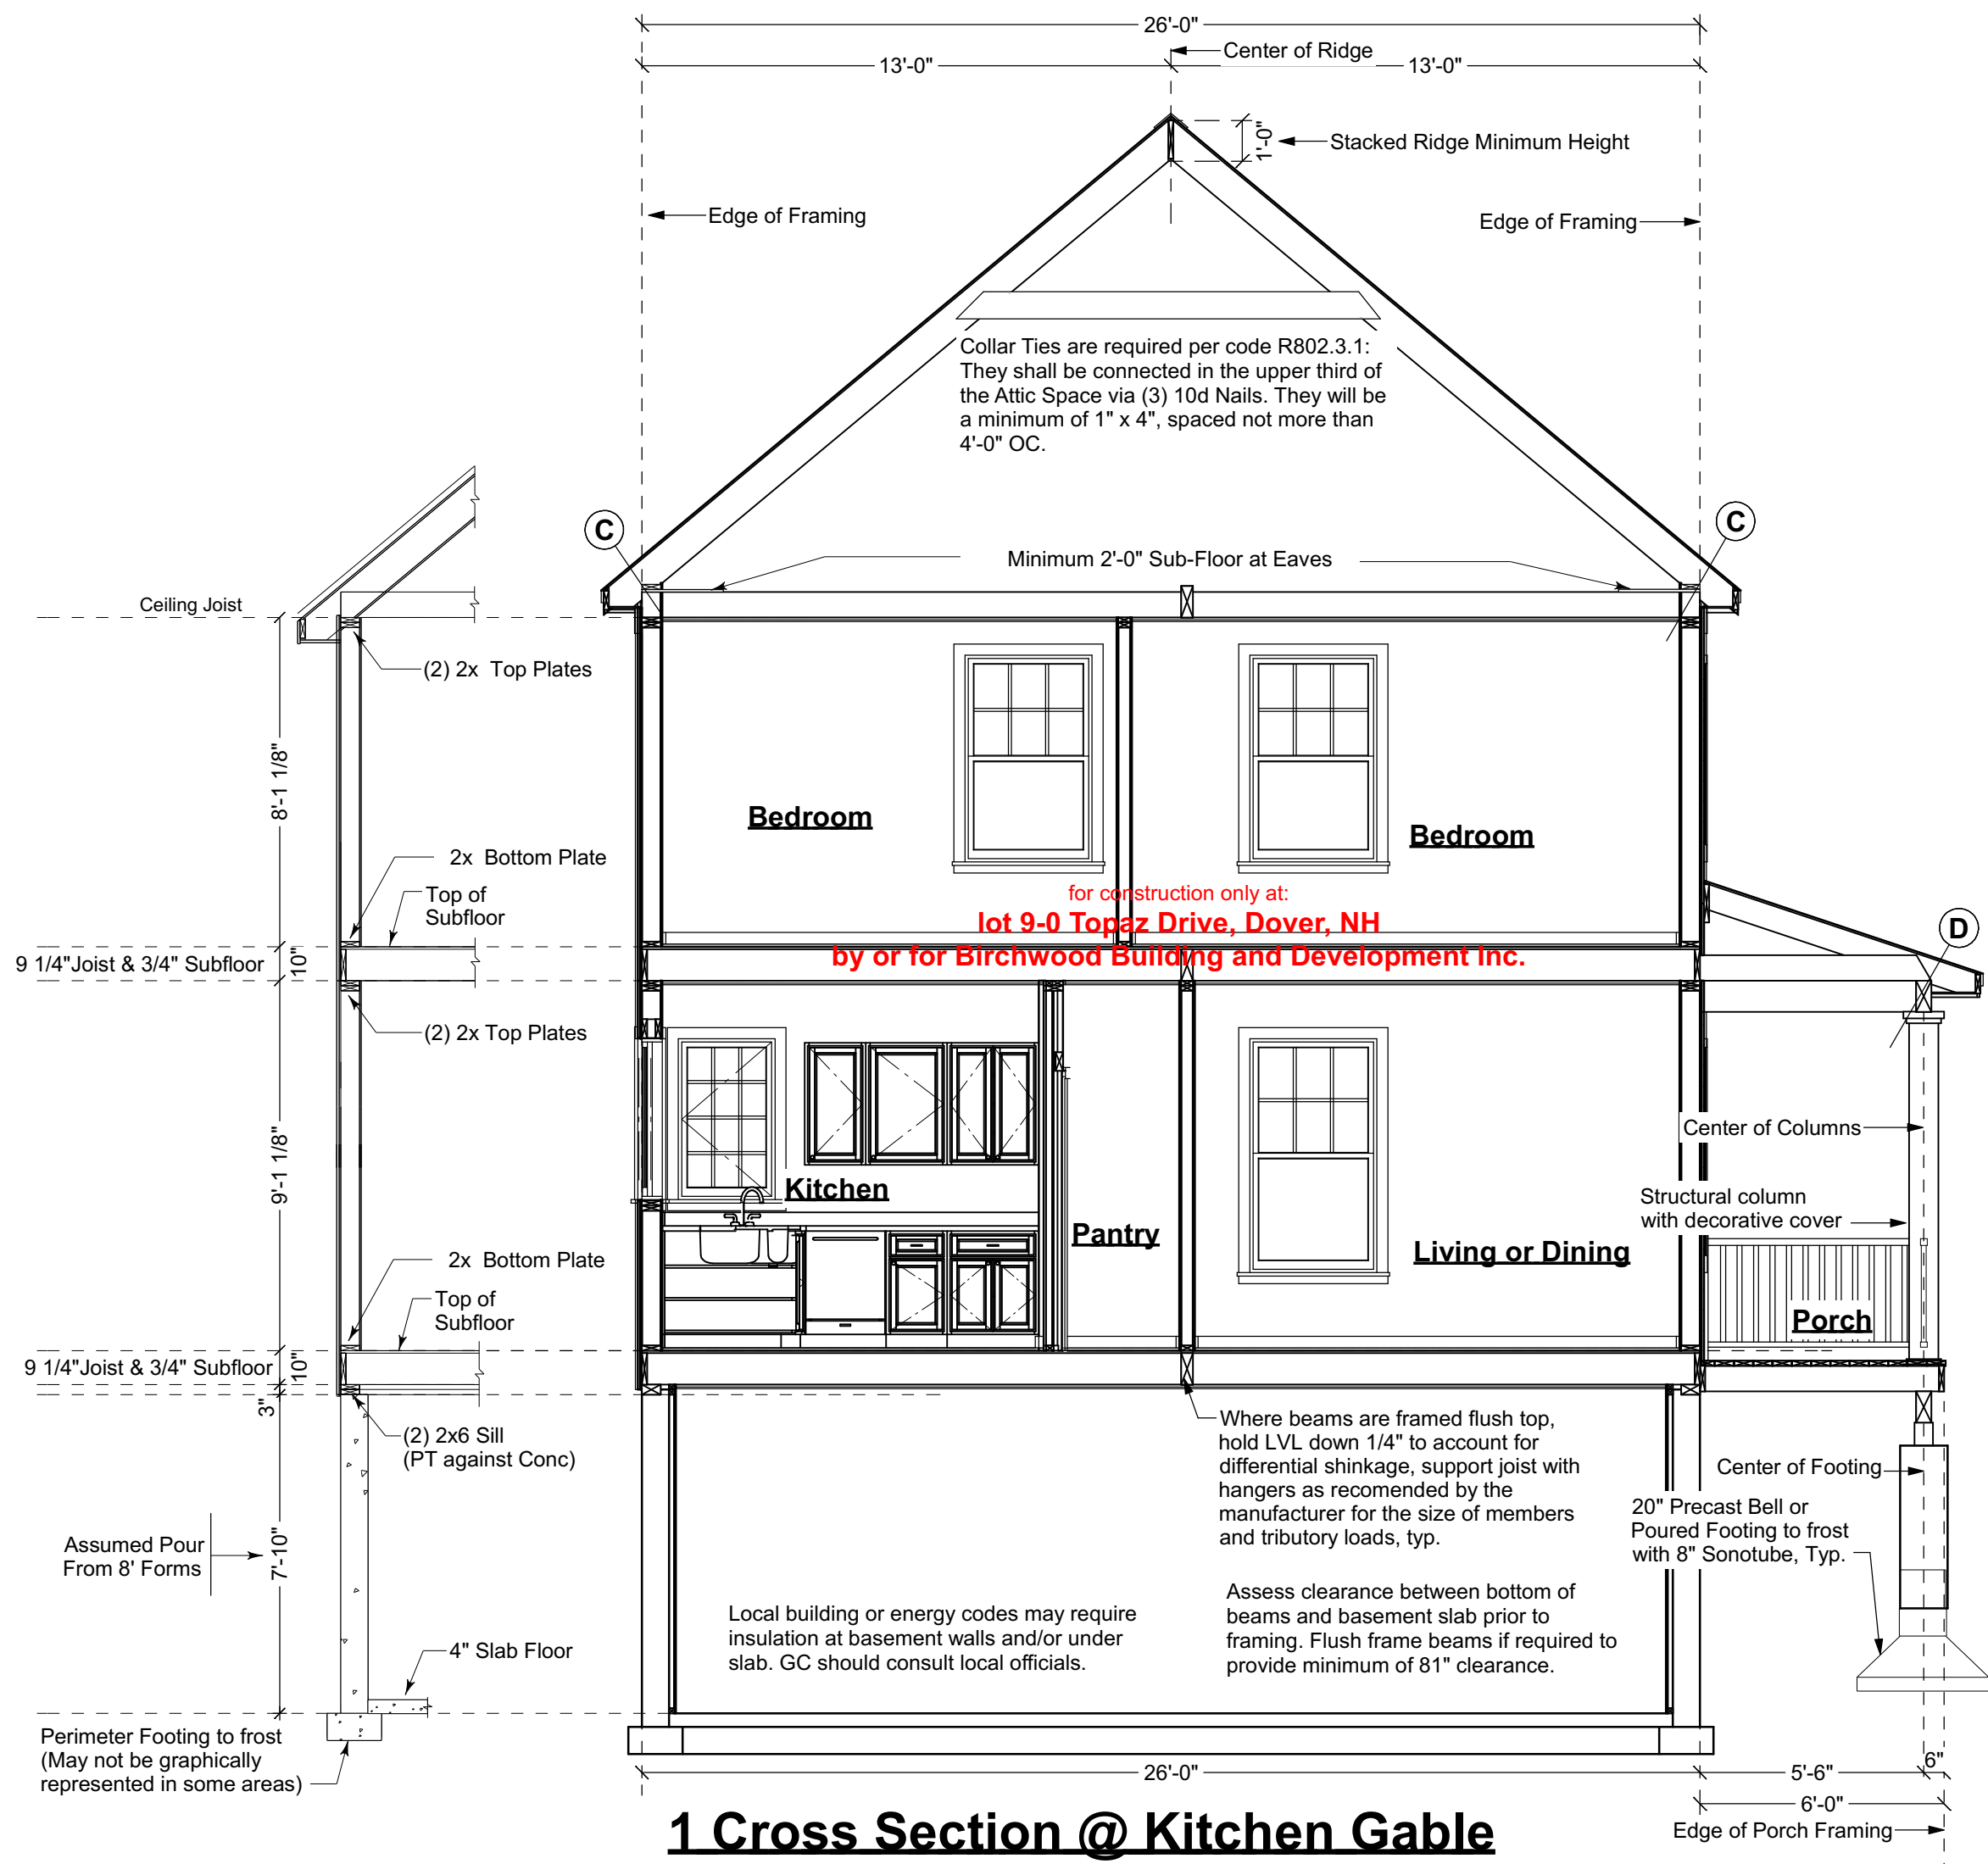 26'-0"
Center of Ridge
13'-0"
13'-0"
1'-0"
Stacked Ridge Minimum Height
Edge of Framing
Edge of Framing
Collar Ties are required per code R802.3.1:
They shall be connected in the upper third of
the Attic Space via (3) 10d Nails. They will be
a minimum of 1" x 4", spaced not more than
4'-0" OC.
C
C
Minimum 2'-0" Sub-Floor at Eaves
Ceiling Joist
(2) 2x  Top Plates
8'-1 1/8"
Bedroom
Bedroom
2x  Bottom Plate
Top of
Subfloor
for construction only at:
lot 9-0 Topaz Drive, Dover, NH
by or for Birchwood Building and Development Inc.
D
9 1/4"Joist & 3/4" Subfloor
10"
(2) 2x Top Plates
9'-1 1/8"
Center of Columns
Kitchen
Pantry
Structural column
with decorative cover
Living or Dining
2x  Bottom Plate
Top of
Subfloor
Porch
9 1/4"Joist & 3/4" Subfloor
10"
3"
(2) 2x6 Sill
(PT against Conc)
Where beams are framed flush top,
hold LVL down 1/4" to account for
differential shinkage, support joist with
hangers as recomended by the
manufacturer for the size of members
and tributory loads, typ.
Center of Footing
20" Precast Bell or
Poured Footing to frost
with 8" Sonotube, Typ.
Assumed Pour
From 8' Forms
7'-10"
Local building or energy codes may require
insulation at basement walls and/or under
slab. GC should consult local officials.
Assess clearance between bottom of
beams and basement slab prior to
framing. Flush frame beams if required to
provide minimum of 81" clearance.
4" Slab Floor
Perimeter Footing to frost
(May not be graphically
represented in some areas)
26'-0"
5'-6"
6"
6'-0"
Edge of Porch Framing
1 Cross Section @ Kitchen Gable